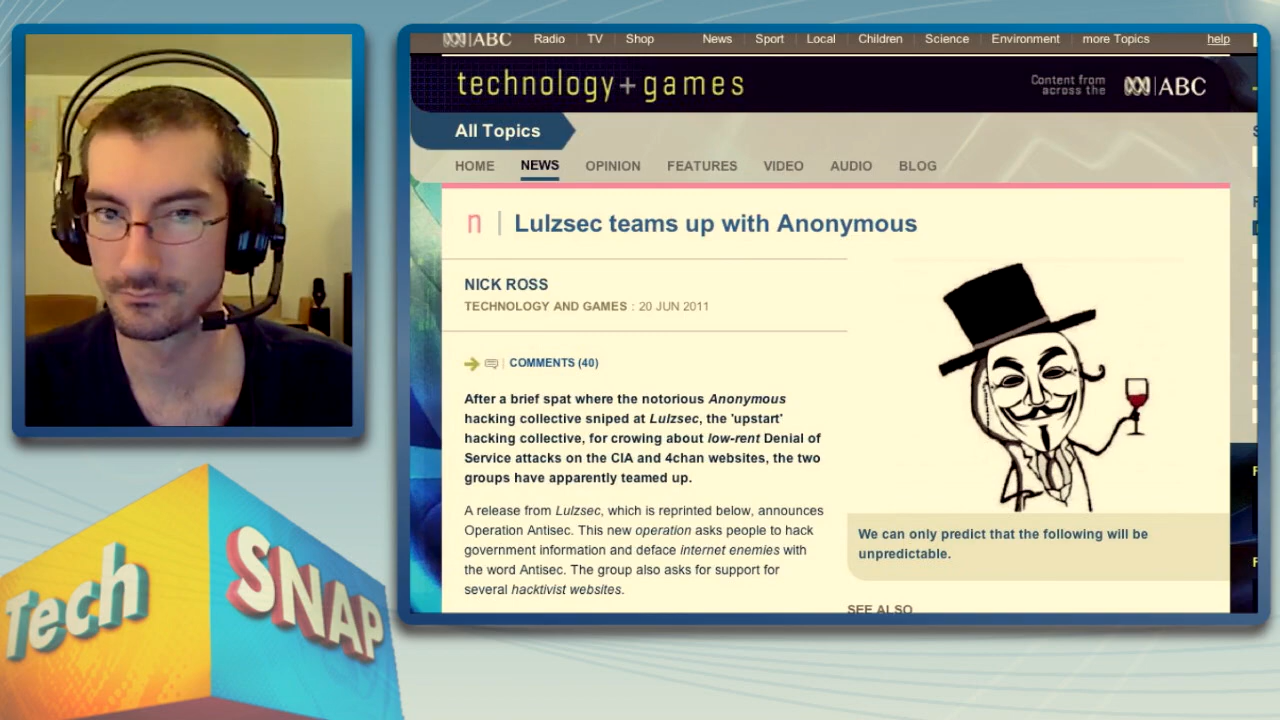 ABC Radio TV Shop News Sport Local Children Science Environment more Topics help
technology+games
Content from across the ABC
All Topics
HOME NEWS OPINION FEATURES VIDEO AUDIO BLOG
n | Lulzsec teams up with Anonymous
NICK ROSS
TECHNOLOGY AND GAMES : 20 JUN 2011
COMMENTS (40)
After a brief spat where the notorious Anonymous
hacking collective sniped at Lulzsec, the 'upstart'
hacking collective, for crowing about low-rent Denial of
Service attacks on the CIA and 4chan websites, the two
groups have apparently teamed up.
A release from Lulzsec, which is reprinted below, announces
Operation Antisec. This new operation asks people to hack
government information and deface internet enemies with
the word Antisec. The group also asks for support for
several hacktivist websites.
We can only predict that the following will be
unpredictable.
SEE ALSO
Tech
SNAP